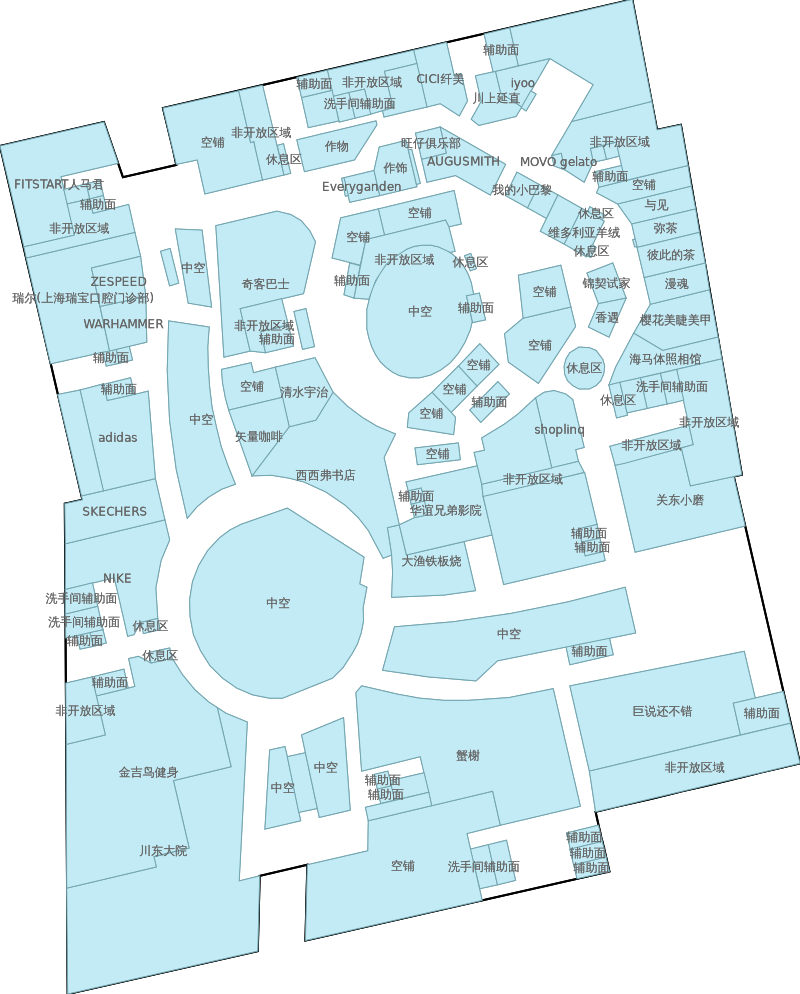 辅助面
辅助面
非开放区域
CICI纤美
iyoo
川上延直
洗手间辅助面
空铺
非开放区域
休息区
作物
旺仔俱乐部
AUGUSMITH
MOVO gelato
非开放区域
作饰
Everyganden
辅助面
空铺
我的小巴黎
FITSTART人马君
辅助面
非开放区域
与见
休息区
维多利亚羊绒
休息区
弥茶
彼此的茶
空铺
空铺
非开放区域
休息区
中空
辅助面
奇客巴士
ZESPEED
瑞尔(上海瑞宝口腔门诊部)
WARHAMMER
辅助面
非开放区域
辅助面
中空
辅助面
空铺
锦契试家
漫魂
香遇
樱花美睫美甲
空铺
海马体照相馆
休息区
空铺
空铺
辅助面
空铺
空铺
清水宇治
辅助面
adidas
中空
矢量咖啡
西西弗书店
休息区
洗手间辅助面
非开放区域
shoplinq
非开放区域
空铺
非开放区域
辅助面
华谊兄弟影院
关东小磨
SKECHERS
辅助面
辅助面
大渔铁板烧
NIKE
洗手间辅助面
洗手间辅助面
休息区
辅助面
休息区
中空
中空
辅助面
辅助面
非开放区域
巨说还不错
辅助面
非开放区域
金吉鸟健身
中空
中空
蟹榭
辅助面
辅助面
川东大院
空铺
洗手间辅助面
辅助面
辅助面
辅助面